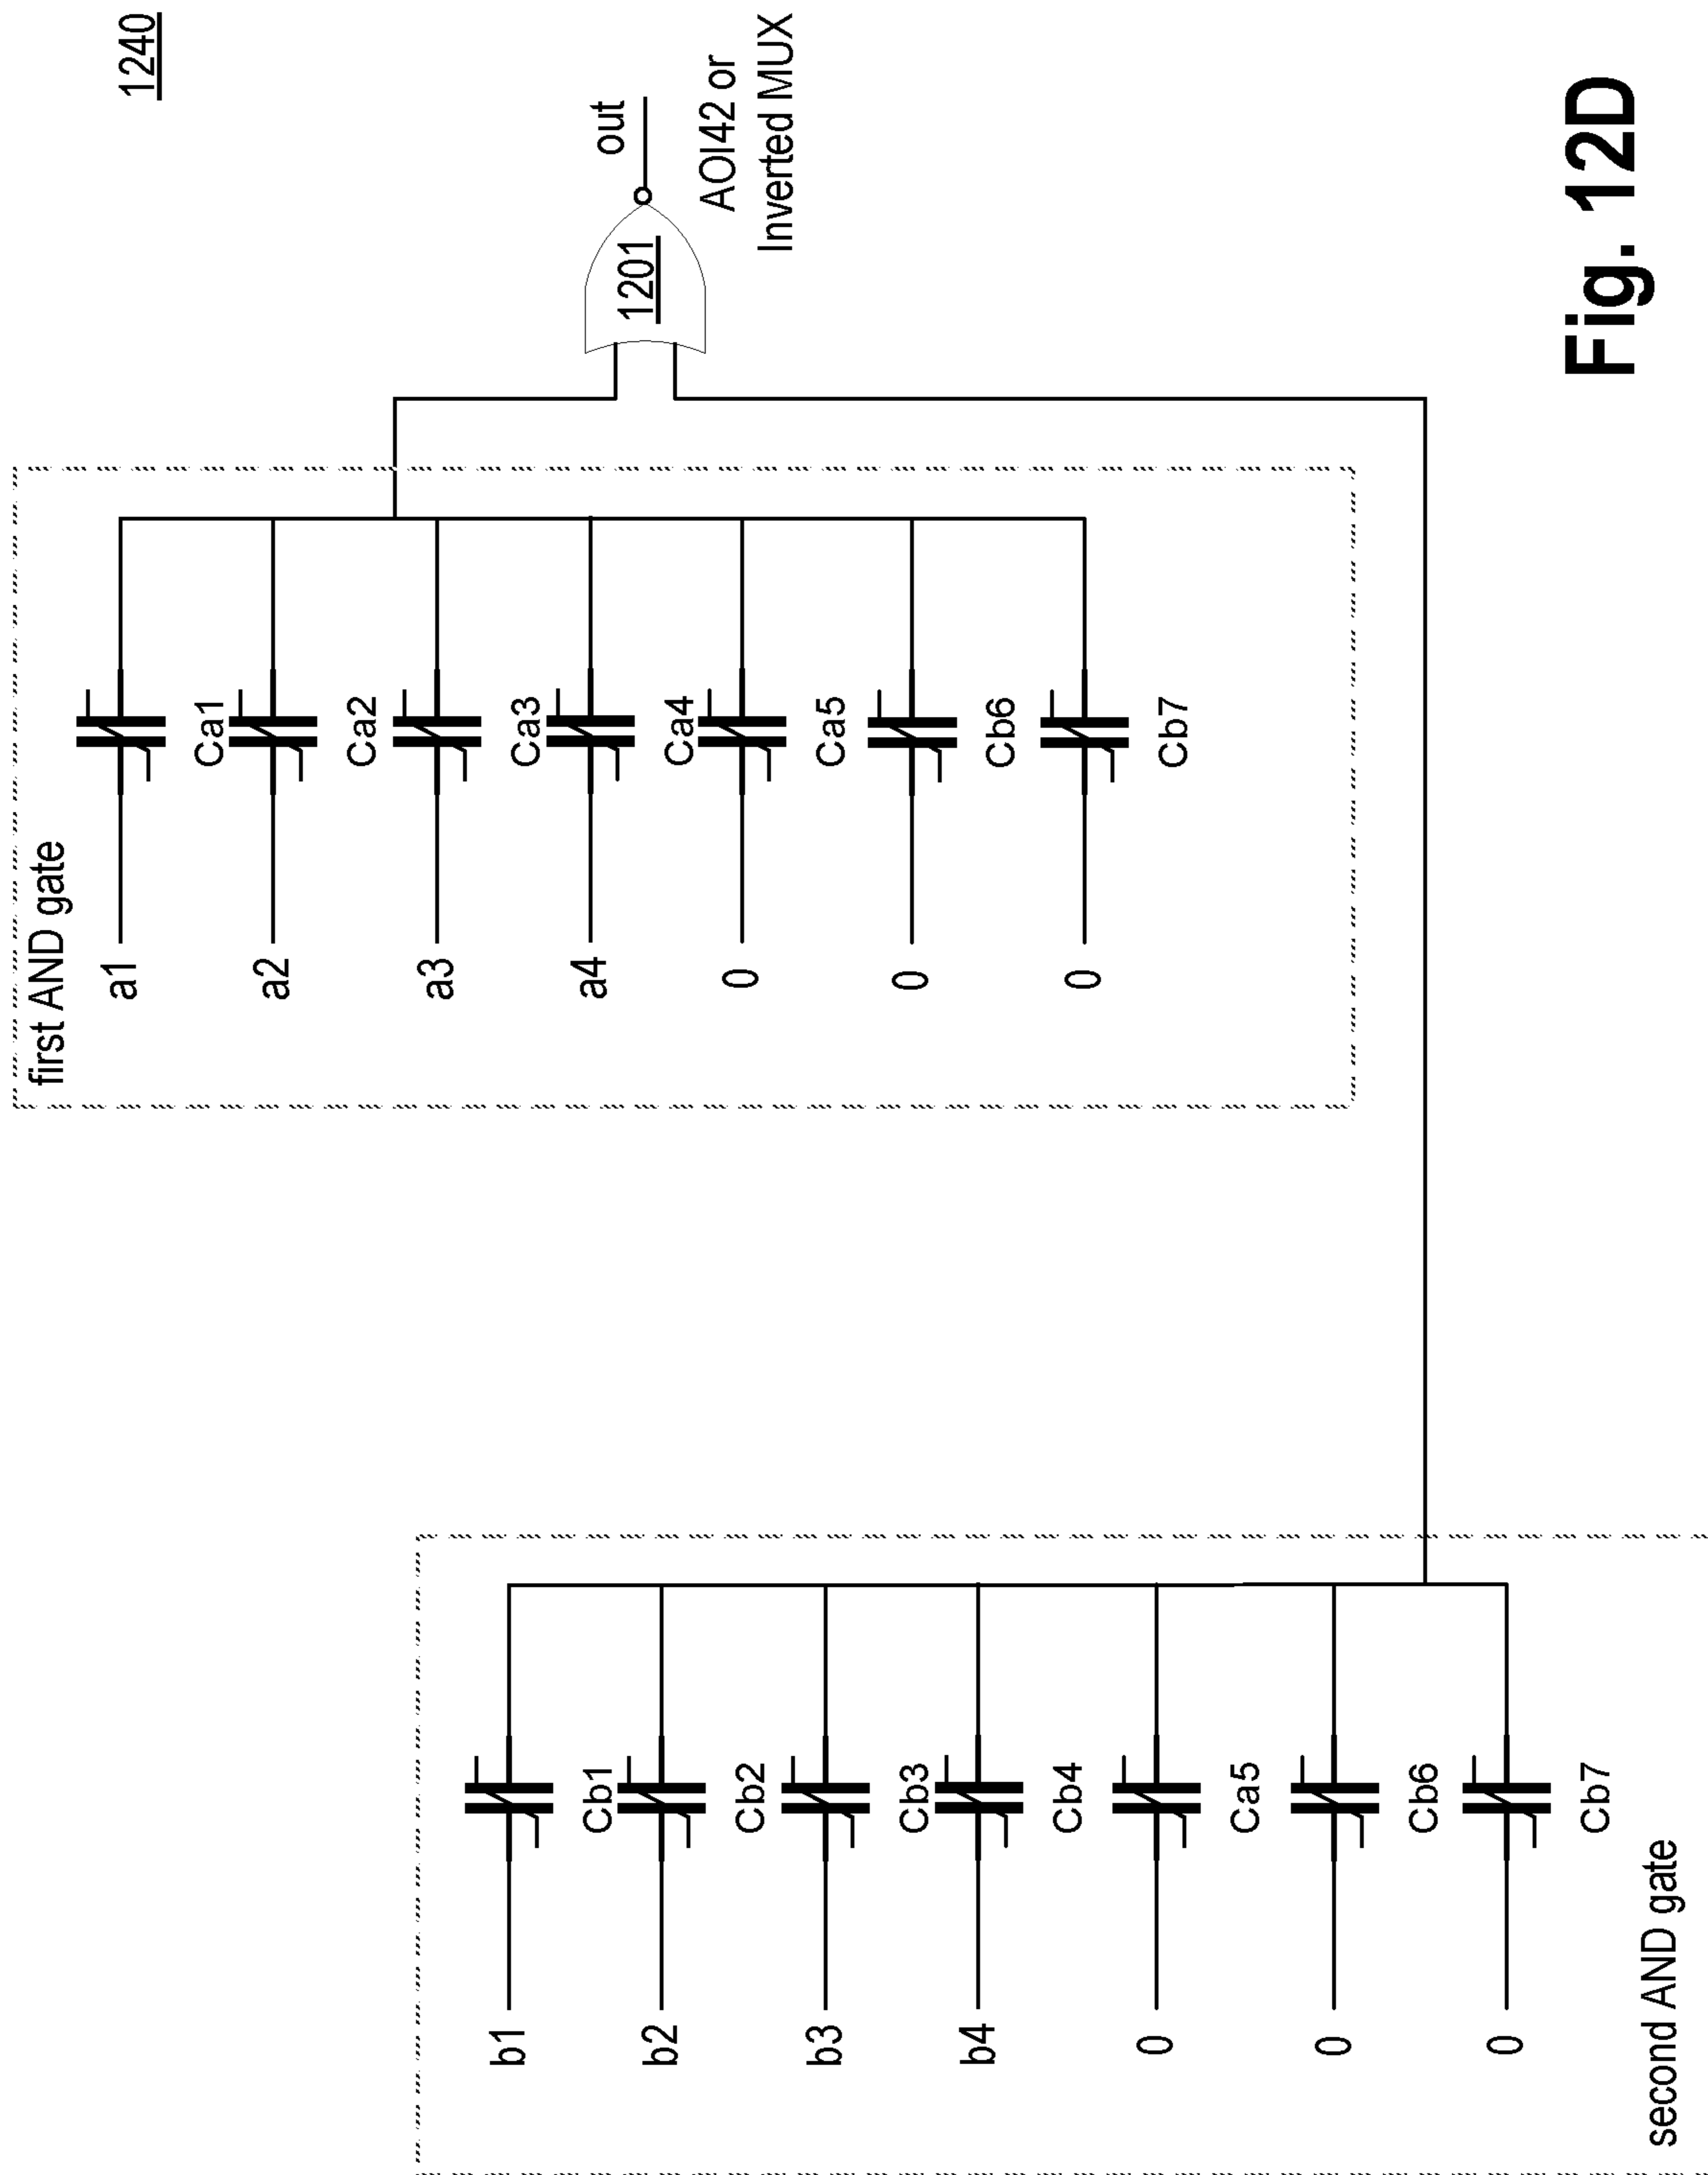 1240
first AND gate
a1
Ca1
a2
Ca2
a3
Ca3
a4
Ca4
0
Ca5
0
Cb6
0
Cb7
1201
out
AOI42 or
Inverted MUX
b1
Cb1
b2
Cb2
b3
Cb3
b4
Cb4
0
Ca5
0
Cb6
0
Cb7
second AND gate
Fig. 12D